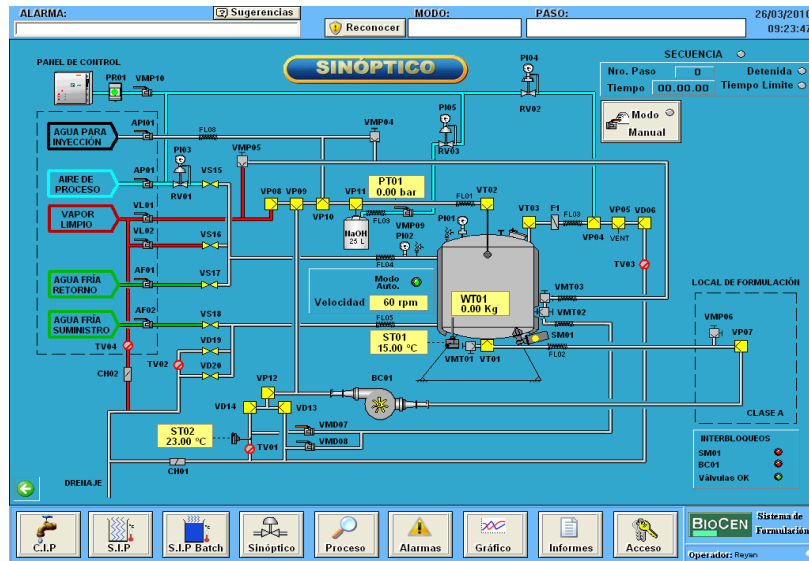 ALARMA:
Sugerencias
MODO:
PASO:
26/03/2010
Reconocer
09:23:47
PANEL DE CONTROL
PR01
VMP10
SINÓPTICO
PI04
RV02
SECUENCIA
Nro. Paso
0
Detenida
Tiempo
00.00.00
Tiempo Límite
Modo
Manual
AGUA PARA
INYECCIÓN
API01
FL08
VMP04
PI05
RV03
VMP05
PI03
AIRE DE
PROCESO
AP01
RV01
VS15
VP08
VP09
VP10
VP11
PT01
0.00 bar
FL01
VT02
VAPOR
LIMPIO
VL01
VL02
VS16
NaOH
25 L
FL09
VMP09
PI02
PI01
VT03
F1
FL03
VP04
VP05
VENT
VD06
TV03
FL04
AGUA FRÍA
RETORNO
AF01
VS17
Modo
Auto.
Velocidad
60 rpm
WT01
0.00 Kg
VMT03
VMT02
LOCAL DE FORMULACIÓN
AGUA FRÍA
SUMINISTRO
AF02
VS18
FL05
ST01
15.00 °C
SM01
VMT01
VT01
FL02
VMP06
VP07
TV04
VD19
TV02
CH02
VD20
VP12
BC01
CLASE A
VD14
VD13
ST02
23.00 °C
VMD07
VMD08
TV01
CH01
DRENAJE
INTERBLOQUEOS
SM01
BC01
Válvulas OK
C.I.P
S.I.P
S.I.P Batch
Sinóptico
Proceso
Alarmas
Gráfico
Informes
Acceso
BIOCEN
Sistema de
Formulación
Operador: Reyan